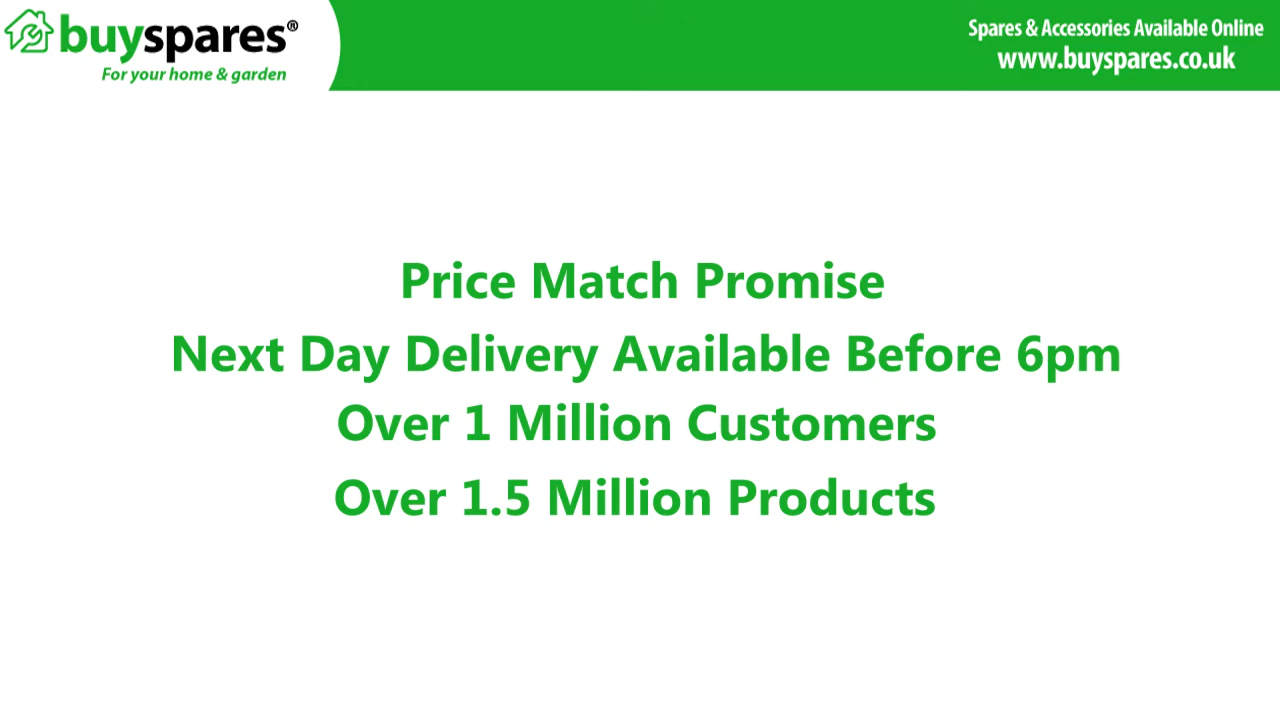 buyspares®
For your home & garden
Spares & Accessories Available Online
www.buyspares.co.uk
Price Match Promise
Next Day Delivery Available Before 6pm
Over 1 Million Customers
Over 1.5 Million Products